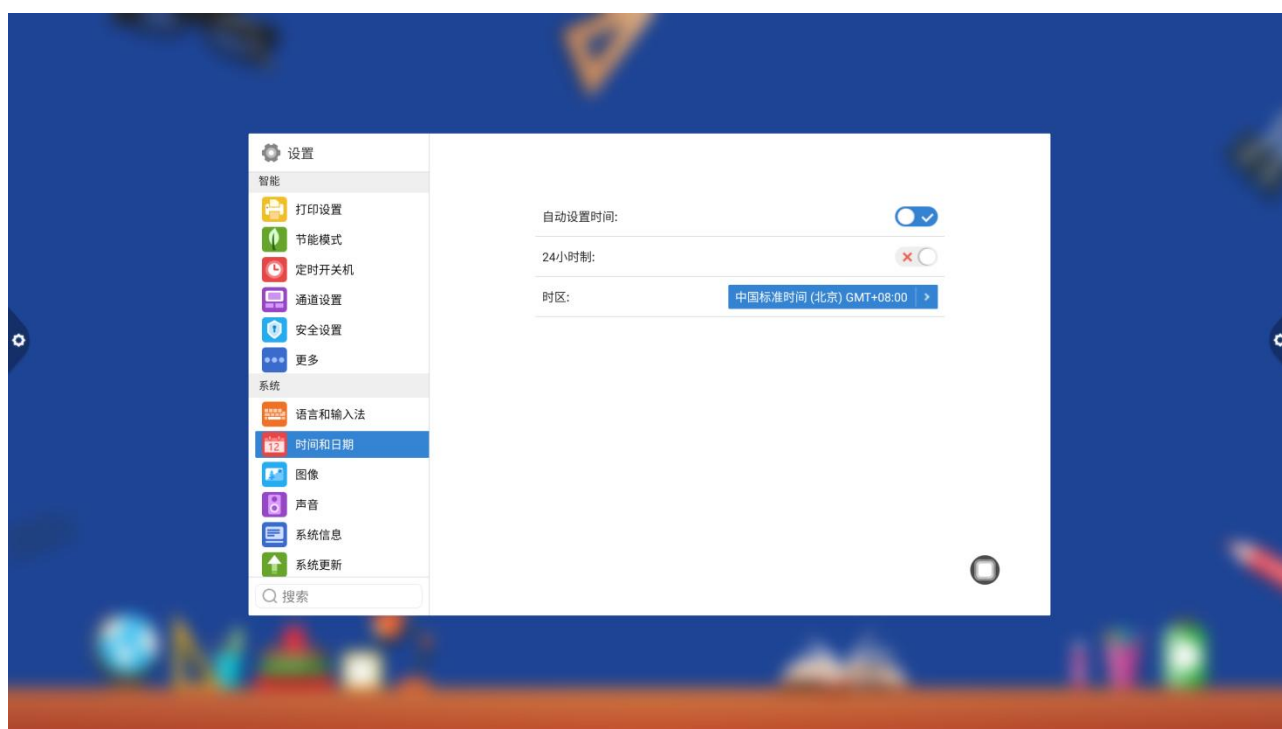 设置
智能
打印设置
节能模式
定时开关机
通道设置
安全设置
更多
系统
语言和输入法
12
时间和日期
图像
声音
系统信息
系统更新
搜索
自动设置时间:
24小时制:
时区:
中国标准时间 (北京) GMT+08:00